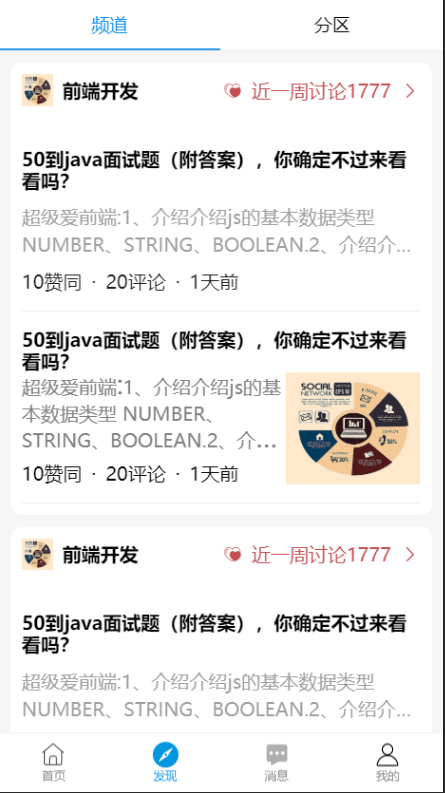 频道
分区
前端开发
近一周讨论1777
50到java面试题（附答案），你确定不过来看
看吗？
超级爱前端:1、介绍介绍js的基本数据类型
NUMBER、STRING、BOOLEAN.2、介绍介...
10赞同 · 20评论 · 1天前
50到java面试题（附答案），你确定不过来看
看吗？
超级爱前端:1、介绍介绍js的基
本数据类型 NUMBER、
STRING、BOOLEAN.2、介...
10赞同 · 20评论 · 1天前
SOCIAL
NETWORK
EPS 10
前端开发
近一周讨论1777
50到java面试题（附答案），你确定不过来看
看吗？
超级爱前端:1、介绍介绍js的基本数据类型
NUMBER、STRING、BOOLEAN.2、介绍介...
首页
发现
消息
我的